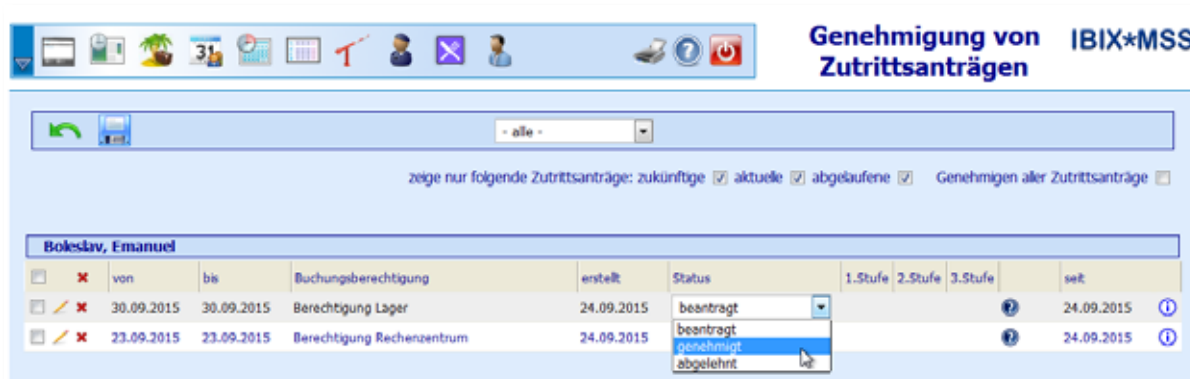 31
Genehmigung von
Zutrittsanträgen
IBIX*MSS
- alle -
zeige nur folgende Zutrittsanträge: zukünftige aktuelle abgelaufene Genehmigen aller Zutrittsanträge
Boleslav, Emanuel
von bis Buchungsberechtigung erstellt Status 1.Stufe 2.Stufe 3.Stufe seit
30.09.2015 30.09.2015 Berechtigung Lager 24.09.2015 beantragt 24.09.2015
23.09.2015 23.09.2015 Berechtigung Rechenzentrum 24.09.2015 beantragt 24.09.2015
genehmigt
abgelehnt